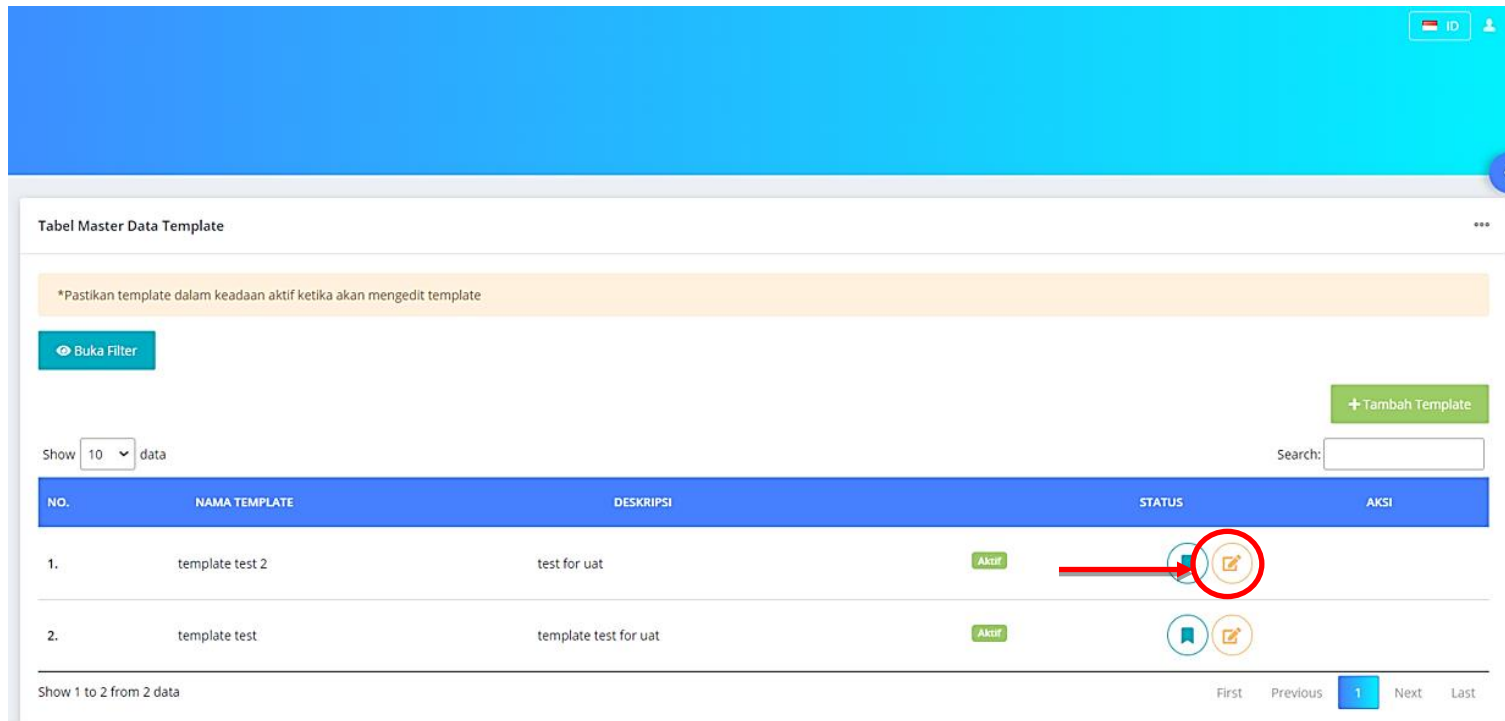 ID
Tabel Master Data Template
*Pastikan template dalam keadaan aktif ketika akan mengedit template
Buka Filter
+Tambah Template
Show 10 data
Search:
NO. NAMA TEMPLATE DESKRIPSI STATUS AKSI
1. template test 2 test for uat Aktif
2. template test template test for uat Aktif
Show 1 to 2 from 2 data
First Previous 1 Next Last